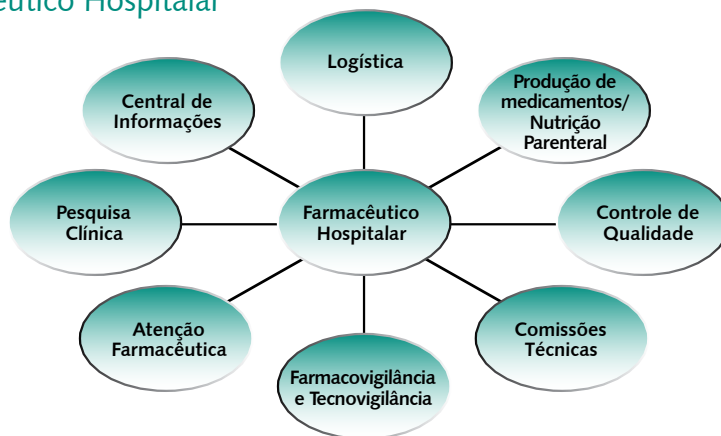 êutico Hospitalar
Logística
Central de
Informações
Produção de
medicamentos/
Nutrição
Parenteral
Pesquisa
Clínica
Farmacêutico
Hospitalar
Controle de
Qualidade
Atenção
Farmacêutica
Comissões
Técnicas
Farmacovigilância
e Tecnovigilância